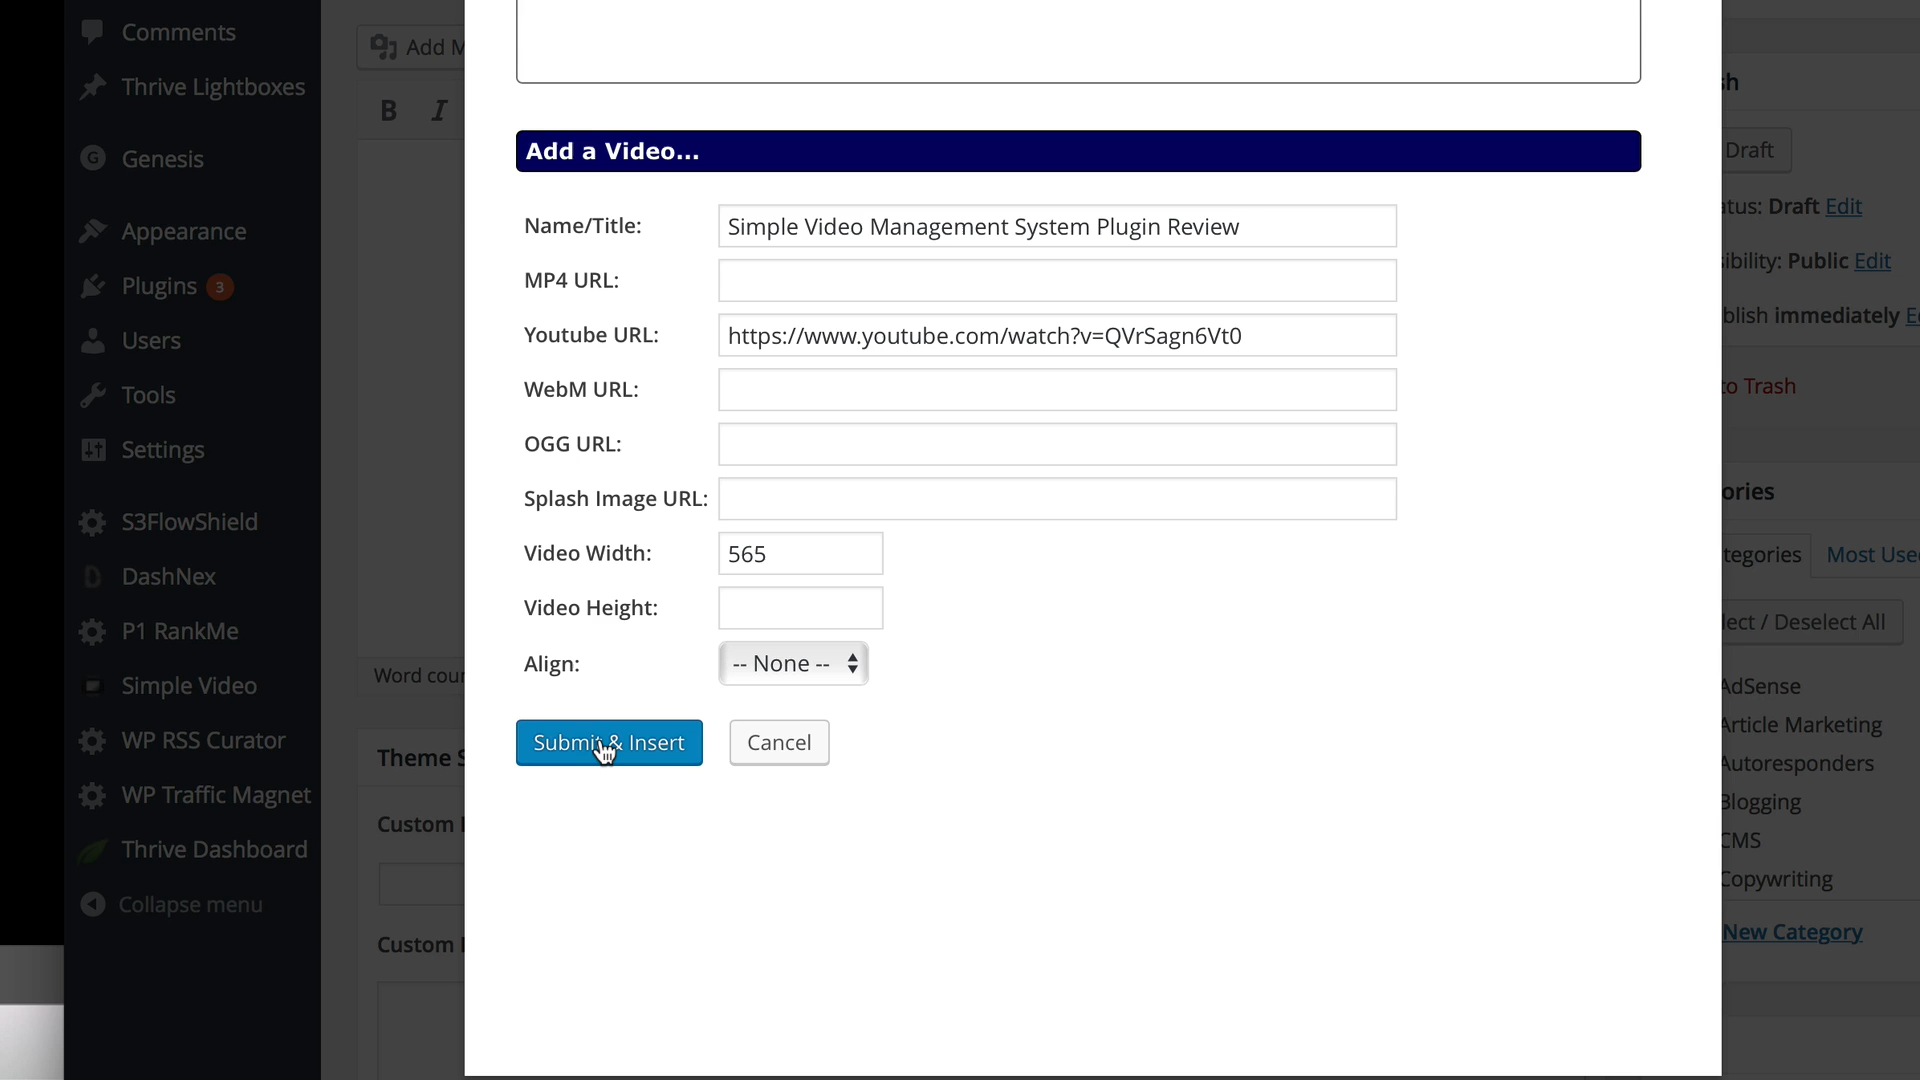 Comments
Thrive Lightboxes
Genesis
Appearance
Plugins 3
Users
Tools
Settings
S3FlowShield
DashNex
P1 RankMe
Simple Video
WP RSS Curator
WP Traffic Magnet
Thrive Dashboard
Collapse menu
Add M
B I
Word cour
Theme S
Custom
Custom
Add a Video...
Name/Title: Simple Video Management System Plugin Review
MP4 URL:
Youtube URL: https://www.youtube.com/watch?v=QVrSagn6Vt0
WebM URL:
OGG URL:
Splash Image URL:
Video Width: 565
Video Height:
Align: -- None --
Submit & Insert Cancel
sh
Draft
atus: Draft Edit
ibility: Public Edit
blish immediately E
to Trash
ories
tegories Most Use
lect / Deselect All
AdSense
Article Marketing
Autoresponders
Blogging
CMS
Copywriting
New Category